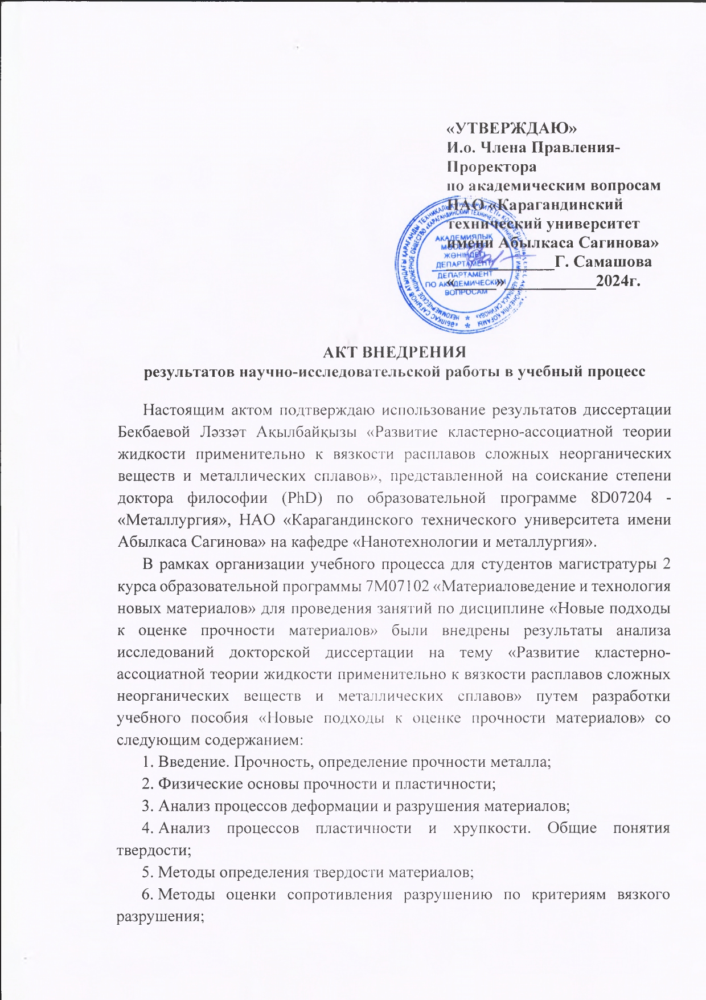 «УТВЕРЖДАЮ»
И.о. Члена Правления-
Проректора
по академическим вопросам
НАО «Карагандинский
технический университет
имени Абылкаса Сагинова»
_____________Г. Самашова
«_____»___________2024г.
АКАДЕМИЯЛЫҚ
МӘСЕЛЕЛЕР
ЖӨНІНДЕГІ
ДЕПАРТАМЕНТІ
ДЕПАРТАМЕНТ
ПО АКАДЕМИЧЕСКИМ
ВОПРОСАМ
АКТ ВНЕДРЕНИЯ
результатов научно-исследовательской работы в учебный процесс
Настоящим актом подтверждаю использование результатов диссертации
Бекбаевой Ләззәт Ақылбайқызы «Развитие кластерно-ассоциатной теории
жидкости применительно к вязкости расплавов сложных неорганических
веществ и металлических сплавов», представленной на соискание степени
доктора философии (PhD) по образовательной программе 8D07204 -
«Металлургия», НАО «Карагандинского технического университета имени
Абылкаса Сагинова» на кафедре «Нанотехнологии и металлургия».
В рамках организации учебного процесса для студентов магистратуры 2
курса образовательной программы 7М07102 «Материаловедение и технология
новых материалов» для проведения занятий по дисциплине «Новые подходы
к оценке прочности материалов» были внедрены результаты анализа
исследований докторской диссертации на тему «Развитие кластерно-
ассоциатной теории жидкости применительно к вязкости расплавов сложных
неорганических веществ и металлических сплавов» путем разработки
учебного пособия «Новые подходы к оценке прочности материалов» со
следующим содержанием:
1. Введение. Прочность, определение прочности металла;
2. Физические основы прочности и пластичности;
3. Анализ процессов деформации и разрушения материалов;
4. Анализ процессов пластичности и хрупкости. Общие понятия
твердости;
5. Методы определения твердости материалов;
6. Методы оценки сопротивления разрушению по критериям вязкого
разрушения;